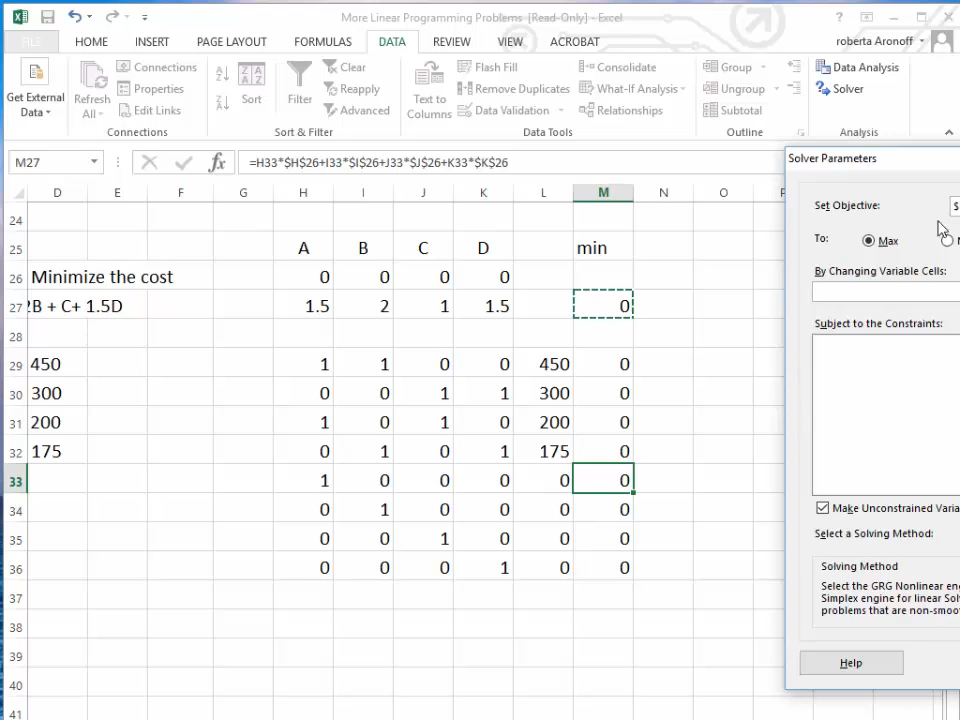 More Linear Programming Problems [Read-Only] - Excel
FILE HOME INSERT PAGE LAYOUT FORMULAS DATA REVIEW VIEW ACROBAT roberta Aronoff
Get External Data
Refresh All
Connections
Properties
Edit Links
Connections
Sort
Filter
Clear
Reapply
Advanced
Sort & Filter
Text to Columns
Flash Fill
Remove Duplicates
Data Validation
Consolidate
What-If Analysis
Relationships
Data Tools
Group
Ungroup
Subtotal
Outline
Data Analysis
Solver
Analysis
M27 fx =H33*$H$26+I33*$I$26+J33*$J$26+K33*$K$26
D E F G H I J K L M N O P
24
25 A B C D min
26 Minimize the cost 0 0 0 0
27 2B + C+ 1.5D 1.5 2 1 1.5 0
28
29 450 1 1 0 0 450 0
30 300 0 0 1 1 300 0
31 200 1 0 1 0 200 0
32 175 0 1 0 1 175 0
33 1 0 0 0 0 0
34 0 1 0 0 0 0
35 0 0 1 0 0 0
36 0 0 0 1 0 0
37
38
39
40
41
Solver Parameters
Set Objective: $
To: Max
By Changing Variable Cells:
Subject to the Constraints:
Make Unconstrained Varia
Select a Solving Method:
Solving Method
Select the GRG Nonlinear en
Simplex engine for linear Sol
problems that are non-smoo
Help